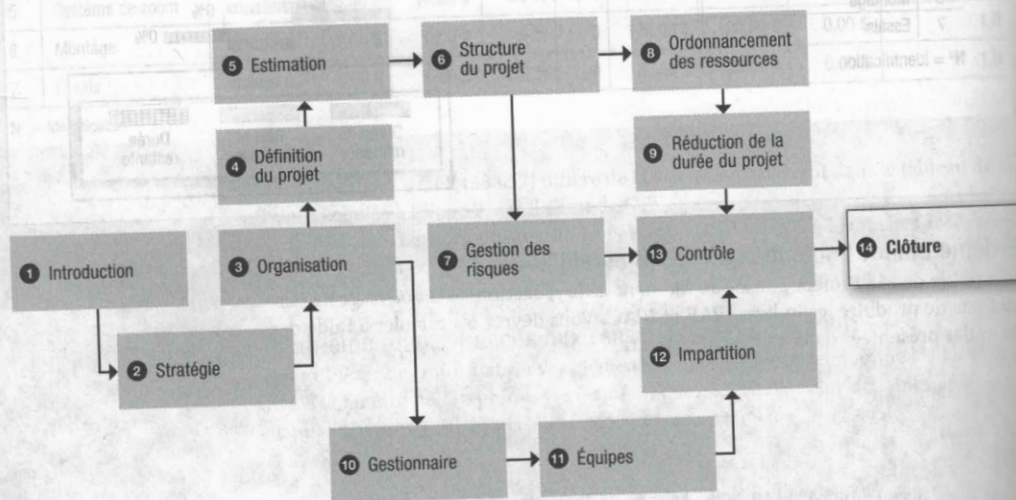 1 Introduction
2 Stratégie
3 Organisation
4 Définition
du projet
5 Estimation
6 Structure
du projet
7 Gestion des
risques
8 Ordonnancement
des ressources
9 Réduction de la
durée du projet
10 Gestionnaire
11 Équipes
12 Impartition
13 Contrôle
14 Clôture